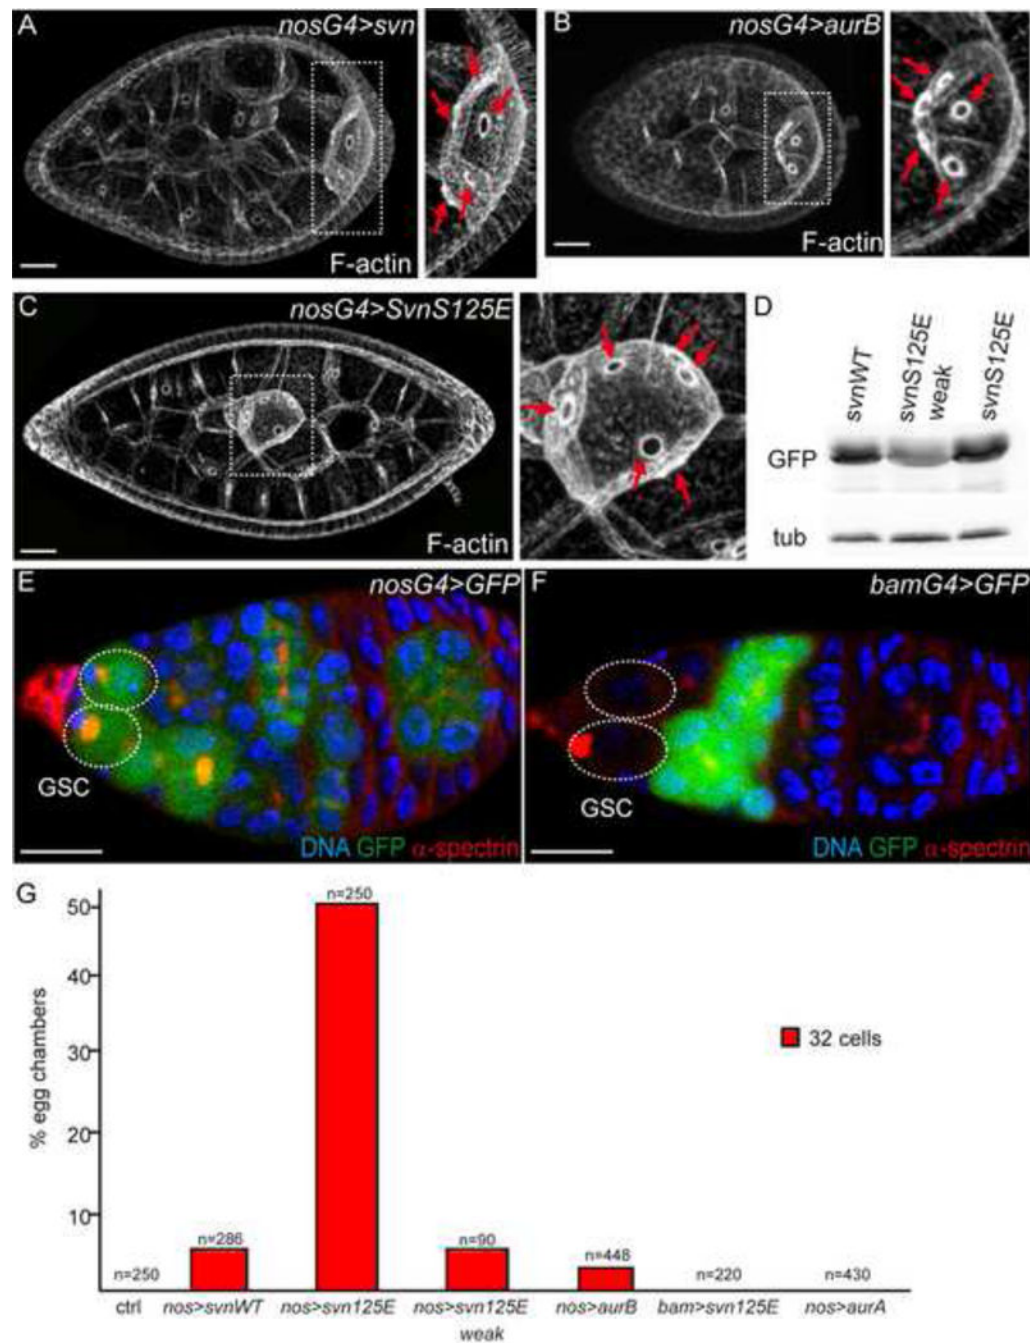 A
nosG4>svn
F-actin
B
nosG4>aurB
F-actin
C
nosG4>SvnS125E
F-actin
D
svnWT
svnS125E
weak
svnS125E
GFP
tub
E
nosG4>GFP
GSC
DNA GFP α-spectrin
F
bamG4>GFP
GSC
DNA GFP α-spectrin
G
% egg chambers
50
40
30
20
10
n=250
n=286
n=250
n=90
n=448
n=220
n=430
32 cells
ctrl
nos>svnWT
nos>svn125E
nos>svn125E
weak
nos>aurB
bam>svn125E
nos>aurA